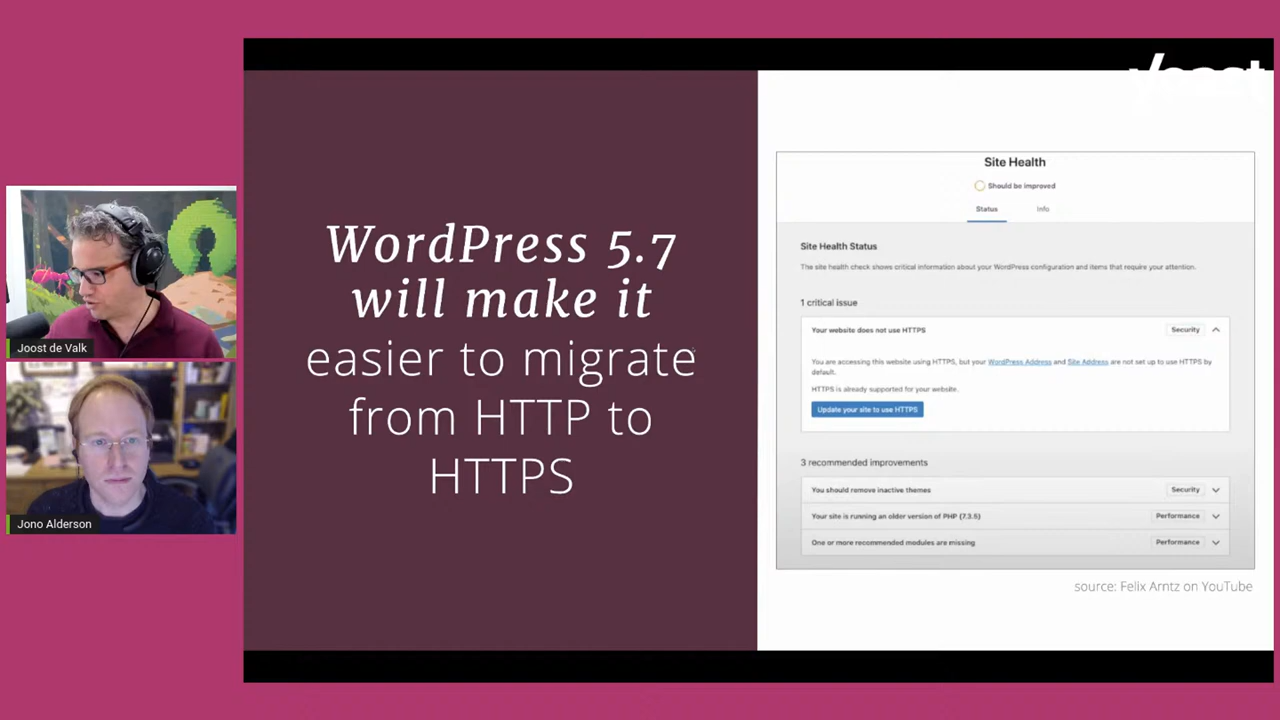 yoast
Joost de Valk
Jono Alderson
WordPress 5.7
will make it
easier to migrate
from HTTP to
HTTPS
Site Health
Should be improved
Status
Info
Site Health Status
The site health check shows critical information about your WordPress configuration and items that require your attention.
1 critical issue
Your website does not use HTTPS
Security
You are accessing this website using HTTPS, but your WordPress Address and Site Address are not set up to use HTTPS by
default.
HTTPS is already supported for your website.
Update your site to use HTTPS
3 recommended improvements
You should remove inactive themes
Security
Your site is running an older version of PHP (7.3.5)
Performance
One or more recommended modules are missing
Performance
source: Felix Arntz on YouTube